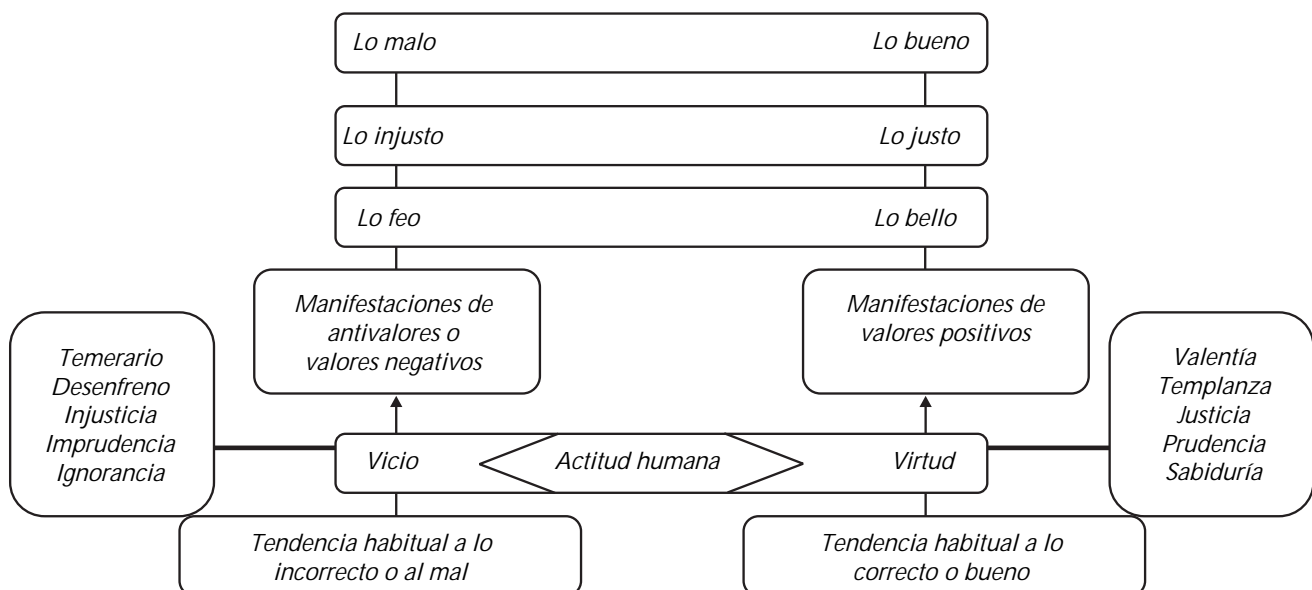 Lo malo
Lo bueno
Lo injusto
Lo justo
Lo feo
Lo bello
Manifestaciones de
antivalores o
valores negativos
Manifestaciones de
valores positivos
Temerario
Desenfreno
Injusticia
Imprudencia
Ignorancia
Valentía
Templanza
Justicia
Prudencia
Sabiduría
Vicio
Actitud humana
Virtud
Tendencia habitual a lo
incorrecto o al mal
Tendencia habitual a lo
correcto o bueno